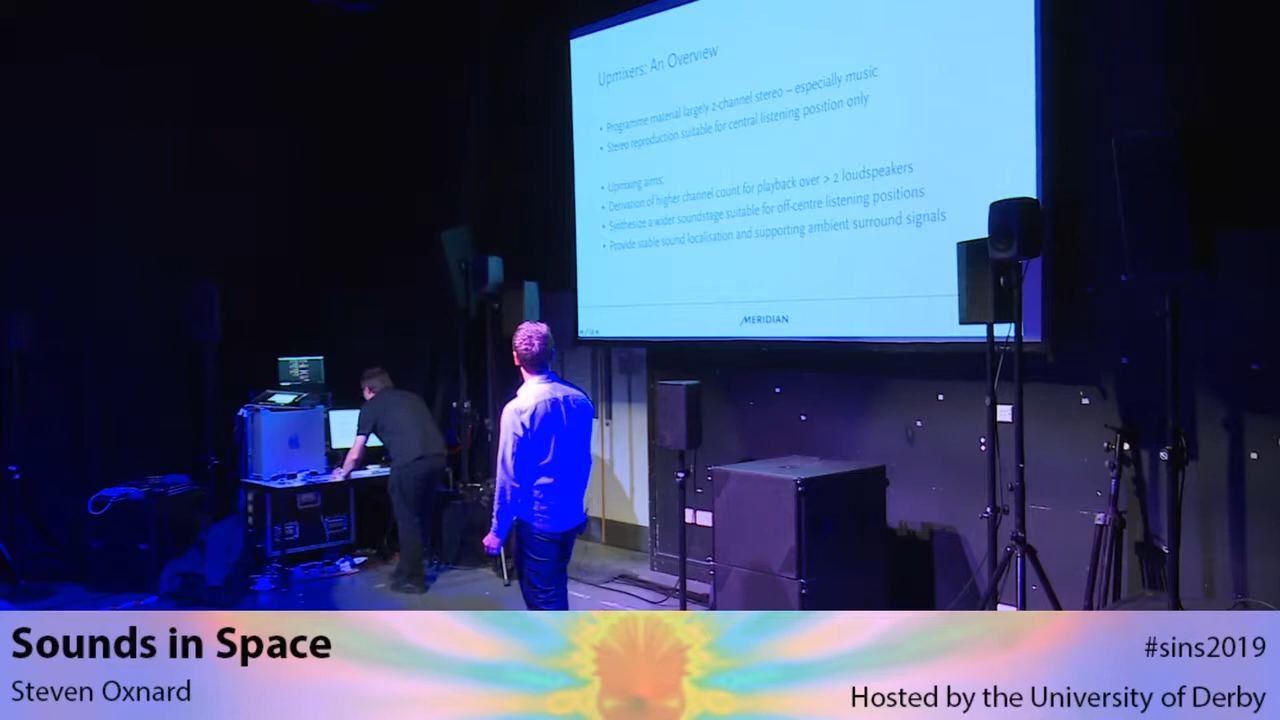 Upmixers: An Overview
• Programme material largely 2-channel stereo – especially music
• Stereo reproduction suitable for central listening position only
• Upmixing aims:
• Derivation of higher channel count for playback over > 2 loudspeakers
• Synthesize a wider soundstage suitable for off-centre listening positions
• Provide stable sound localisation and supporting ambient surround signals
MERIDIAN
Sounds in Space
#sins2019
Steven Oxnard
Hosted by the University of Derby